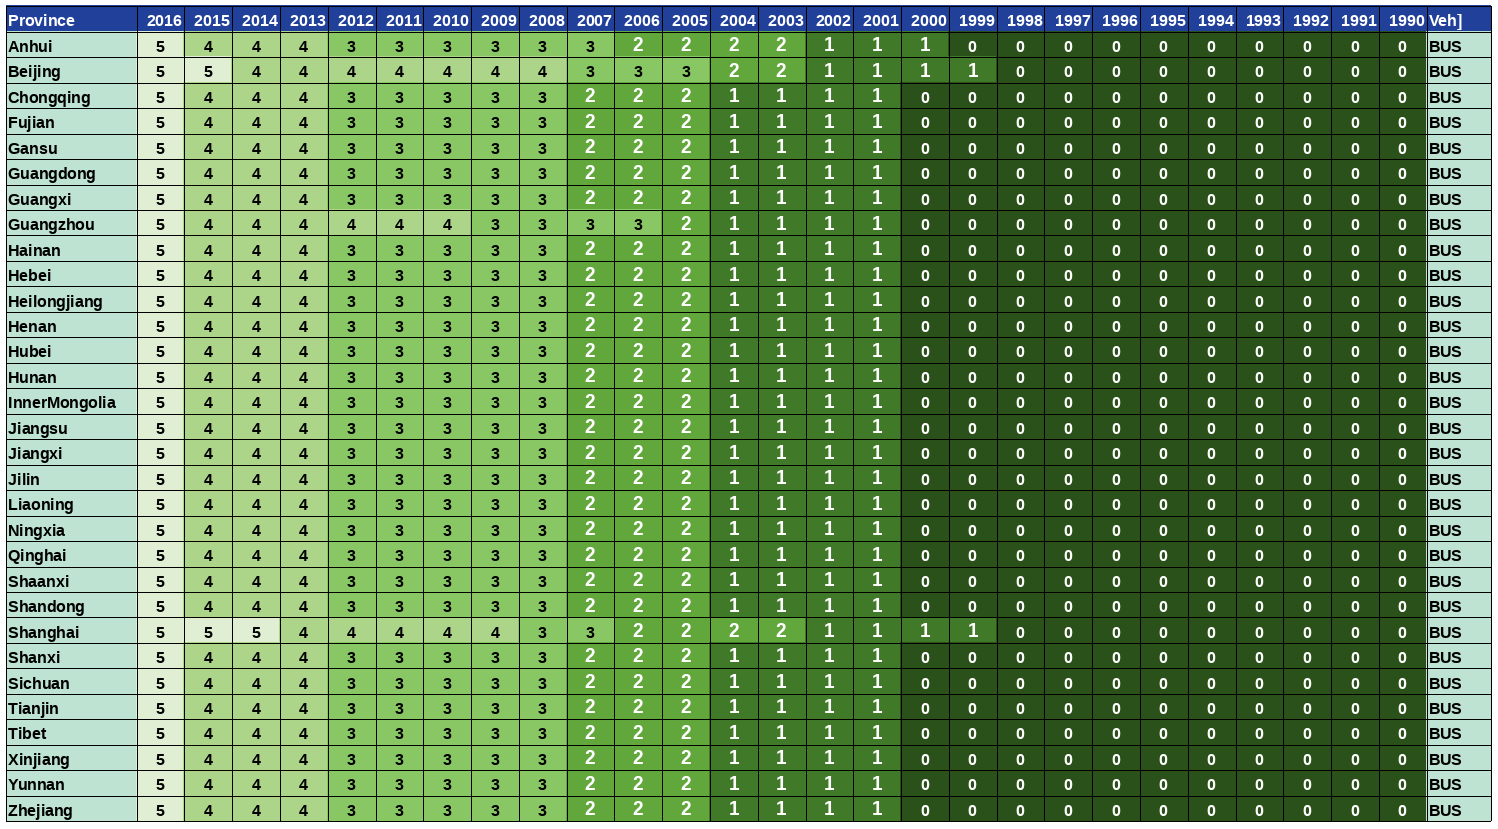 Province 2016 2015 2014 2013 2012 2011 2010 2009 2008 2007 2006 2005 2004 2003 2002 2001 2000 1999 1998 1997 1996 1995 1994 1993 1992 1991 1990 Veh]
Anhui 5 4 4 4 3 3 3 3 3 3 2 2 2 2 1 1 1 0 0 0 0 0 0 0 0 0 0 BUS
Beijing 5 5 4 4 4 4 4 4 4 3 3 3 2 2 1 1 1 1 0 0 0 0 0 0 0 0 0 BUS
Chongqing 5 4 4 4 3 3 3 3 3 2 2 2 1 1 1 1 0 0 0 0 0 0 0 0 0 0 0 BUS
Fujian 5 4 4 4 3 3 3 3 3 2 2 2 1 1 1 1 0 0 0 0 0 0 0 0 0 0 0 BUS
Gansu 5 4 4 4 3 3 3 3 3 2 2 2 1 1 1 1 0 0 0 0 0 0 0 0 0 0 0 BUS
Guangdong 5 4 4 4 3 3 3 3 3 2 2 2 1 1 1 1 0 0 0 0 0 0 0 0 0 0 0 BUS
Guangxi 5 4 4 4 3 3 3 3 3 2 2 2 1 1 1 1 0 0 0 0 0 0 0 0 0 0 0 BUS
Guangzhou 5 4 4 4 4 4 4 3 3 3 3 2 1 1 1 1 0 0 0 0 0 0 0 0 0 0 0 BUS
Hainan 5 4 4 4 3 3 3 3 3 2 2 2 1 1 1 1 0 0 0 0 0 0 0 0 0 0 0 BUS
Hebei 5 4 4 4 3 3 3 3 3 2 2 2 1 1 1 1 0 0 0 0 0 0 0 0 0 0 0 BUS
Heilongjiang 5 4 4 4 3 3 3 3 3 2 2 2 1 1 1 1 0 0 0 0 0 0 0 0 0 0 0 BUS
Henan 5 4 4 4 3 3 3 3 3 2 2 2 1 1 1 1 0 0 0 0 0 0 0 0 0 0 0 BUS
Hubei 5 4 4 4 3 3 3 3 3 2 2 2 1 1 1 1 0 0 0 0 0 0 0 0 0 0 0 BUS
Hunan 5 4 4 4 3 3 3 3 3 2 2 2 1 1 1 1 0 0 0 0 0 0 0 0 0 0 0 BUS
InnerMongolia 5 4 4 4 3 3 3 3 3 2 2 2 1 1 1 1 0 0 0 0 0 0 0 0 0 0 0 BUS
Jiangsu 5 4 4 4 3 3 3 3 3 2 2 2 1 1 1 1 0 0 0 0 0 0 0 0 0 0 0 BUS
Jiangxi 5 4 4 4 3 3 3 3 3 2 2 2 1 1 1 1 0 0 0 0 0 0 0 0 0 0 0 BUS
Jilin 5 4 4 4 3 3 3 3 3 2 2 2 1 1 1 1 0 0 0 0 0 0 0 0 0 0 0 BUS
Liaoning 5 4 4 4 3 3 3 3 3 2 2 2 1 1 1 1 0 0 0 0 0 0 0 0 0 0 0 BUS
Ningxia 5 4 4 4 3 3 3 3 3 2 2 2 1 1 1 1 0 0 0 0 0 0 0 0 0 0 0 BUS
Qinghai 5 4 4 4 3 3 3 3 3 2 2 2 1 1 1 1 0 0 0 0 0 0 0 0 0 0 0 BUS
Shaanxi 5 4 4 4 3 3 3 3 3 2 2 2 1 1 1 1 0 0 0 0 0 0 0 0 0 0 0 BUS
Shandong 5 4 4 4 3 3 3 3 3 2 2 2 1 1 1 1 0 0 0 0 0 0 0 0 0 0 0 BUS
Shanghai 5 5 5 4 4 4 4 4 3 3 2 2 2 2 1 1 1 1 0 0 0 0 0 0 0 0 0 BUS
Shanxi 5 4 4 4 3 3 3 3 3 2 2 2 1 1 1 1 0 0 0 0 0 0 0 0 0 0 0 BUS
Sichuan 5 4 4 4 3 3 3 3 3 2 2 2 1 1 1 1 0 0 0 0 0 0 0 0 0 0 0 BUS
Tianjin 5 4 4 4 3 3 3 3 3 2 2 2 1 1 1 1 0 0 0 0 0 0 0 0 0 0 0 BUS
Tibet 5 4 4 4 3 3 3 3 3 2 2 2 1 1 1 1 0 0 0 0 0 0 0 0 0 0 0 BUS
Xinjiang 5 4 4 4 3 3 3 3 3 2 2 2 1 1 1 1 0 0 0 0 0 0 0 0 0 0 0 BUS
Yunnan 5 4 4 4 3 3 3 3 3 2 2 2 1 1 1 1 0 0 0 0 0 0 0 0 0 0 0 BUS
Zhejiang 5 4 4 4 3 3 3 3 3 2 2 2 1 1 1 1 0 0 0 0 0 0 0 0 0 0 0 BUS